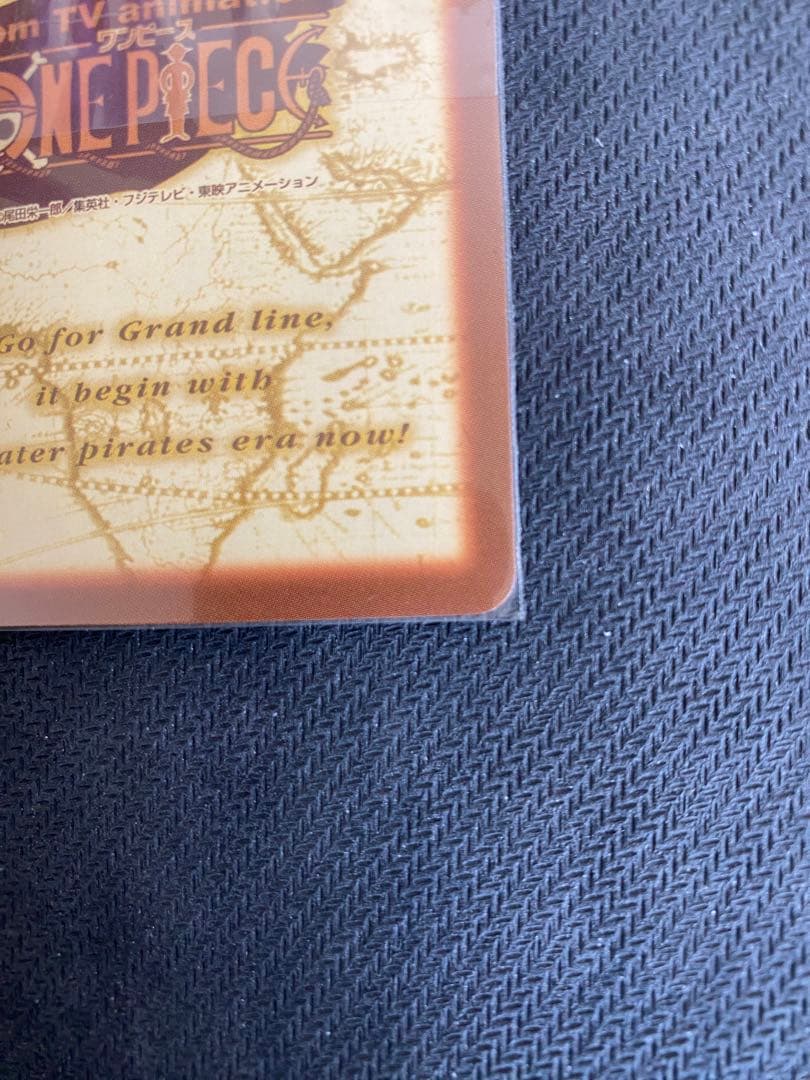 om TV animatio
ワンピース
ONE PIECE
©尾田栄一郎／集英社・フジテレビ・東映アニメーション
Go for Grand line,
it begin with
ater pirates era now!